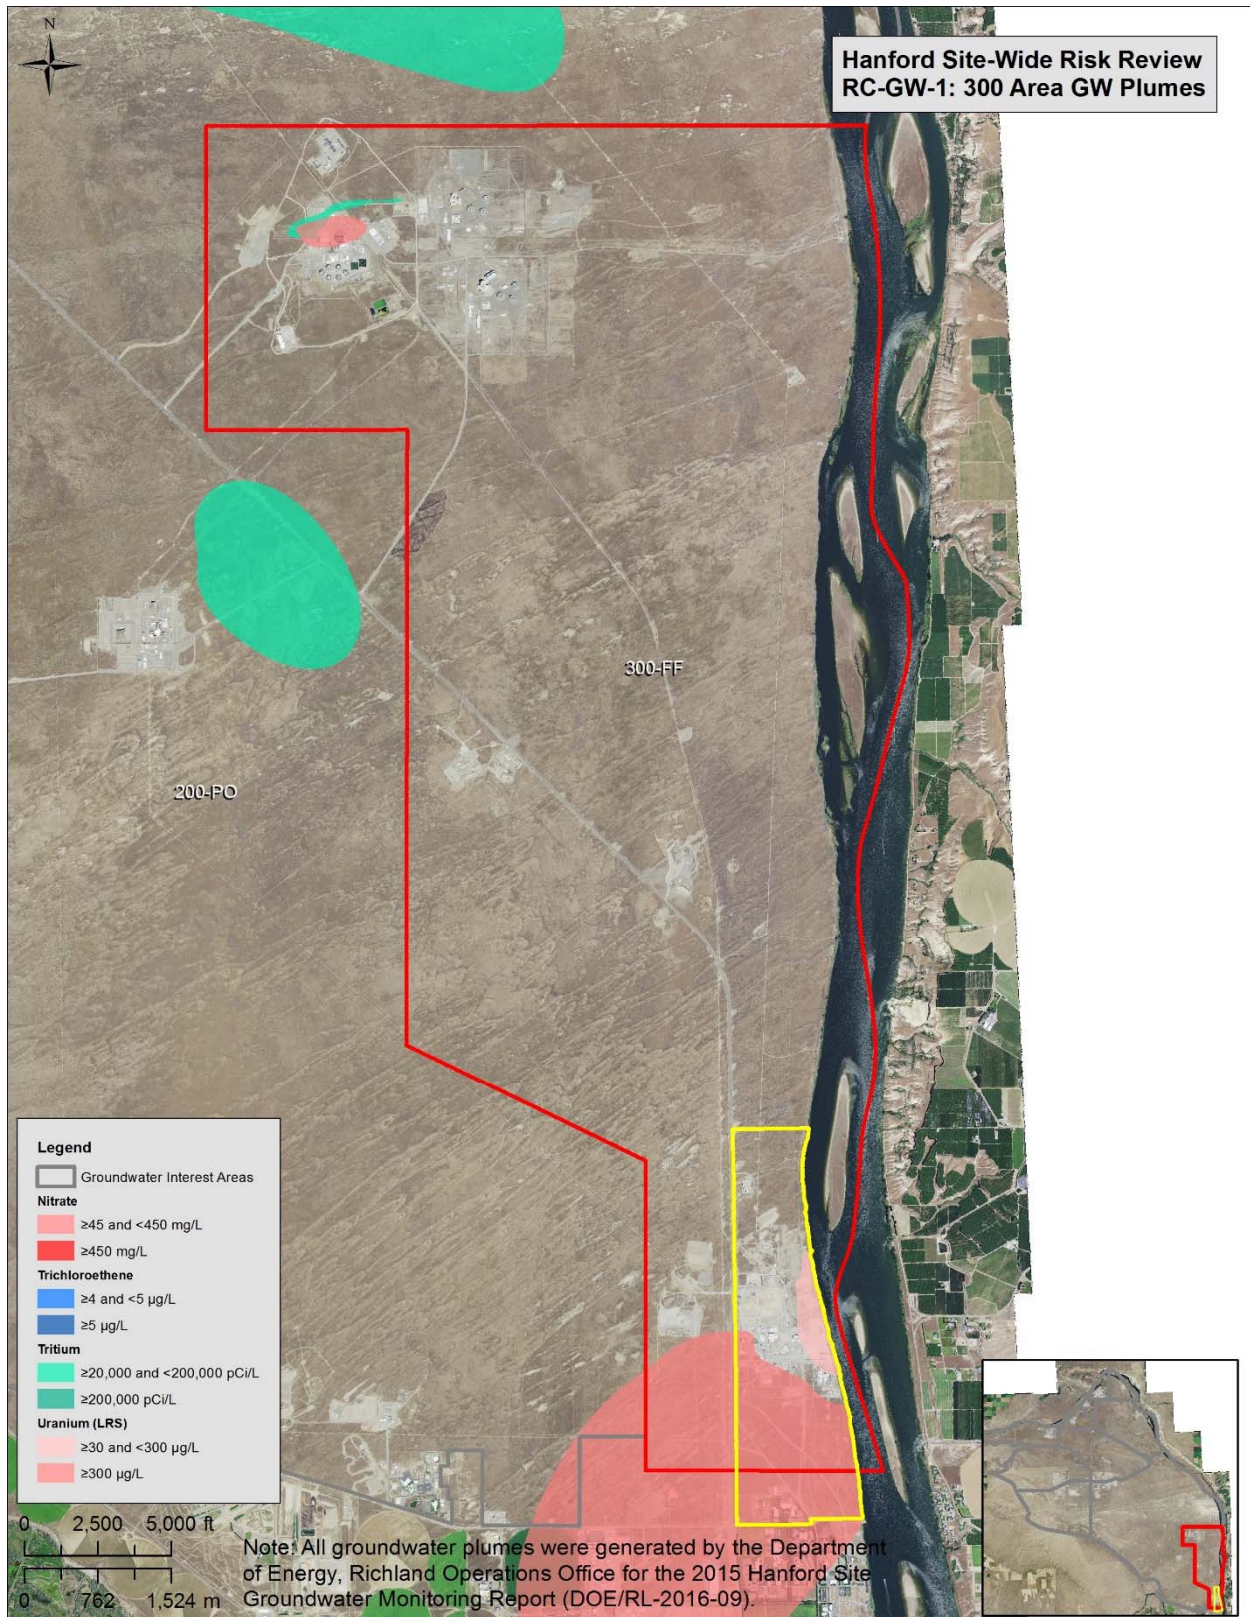 N
Hanford Site-Wide Risk Review
RC-GW-1: 300 Area GW Plumes
300-FF
200-PO
Legend
Groundwater Interest Areas
Nitrate
≥45 and <450 mg/L
≥450 mg/L
Trichloroethene
≥4 and <5 µg/L
≥5 µg/L
Tritium
≥20,000 and <200,000 pCi/L
≥200,000 pCi/L
Uranium (LRS)
≥30 and <300 µg/L
≥300 µg/L
0 2,500 5,000 ft
0 762 1,524 m
Note: All groundwater plumes were generated by the Department
of Energy, Richland Operations Office for the 2015 Hanford Site
Groundwater Monitoring Report (DOE/RL-2016-09).